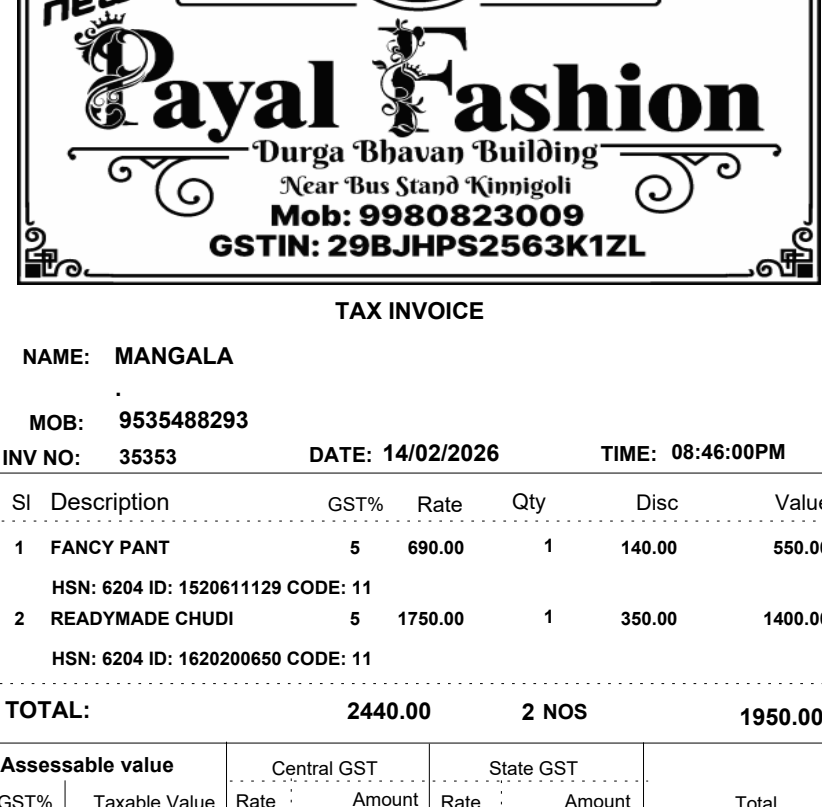 new
Payal Fashion
Durga Bhavan Building
Near Bus Stand Kinnigoli
Mob: 9980823009
GSTIN: 29BJHPS2563K1ZL
TAX INVOICE
NAME: MANGALA
.
MOB: 9535488293
INV NO: 35353 DATE: 14/02/2026 TIME: 08:46:00PM
Sl Description GST% Rate Qty Disc Value
1 FANCY PANT 5 690.00 1 140.00 550.00
HSN: 6204 ID: 1520611129 CODE: 11
2 READYMADE CHUDI 5 1750.00 1 350.00 1400.00
HSN: 6204 ID: 1620200650 CODE: 11
TOTAL: 2440.00 2 NOS 1950.00
Assessable value Central GST State GST
GST% Taxable Value Rate Amount Rate Amount Total